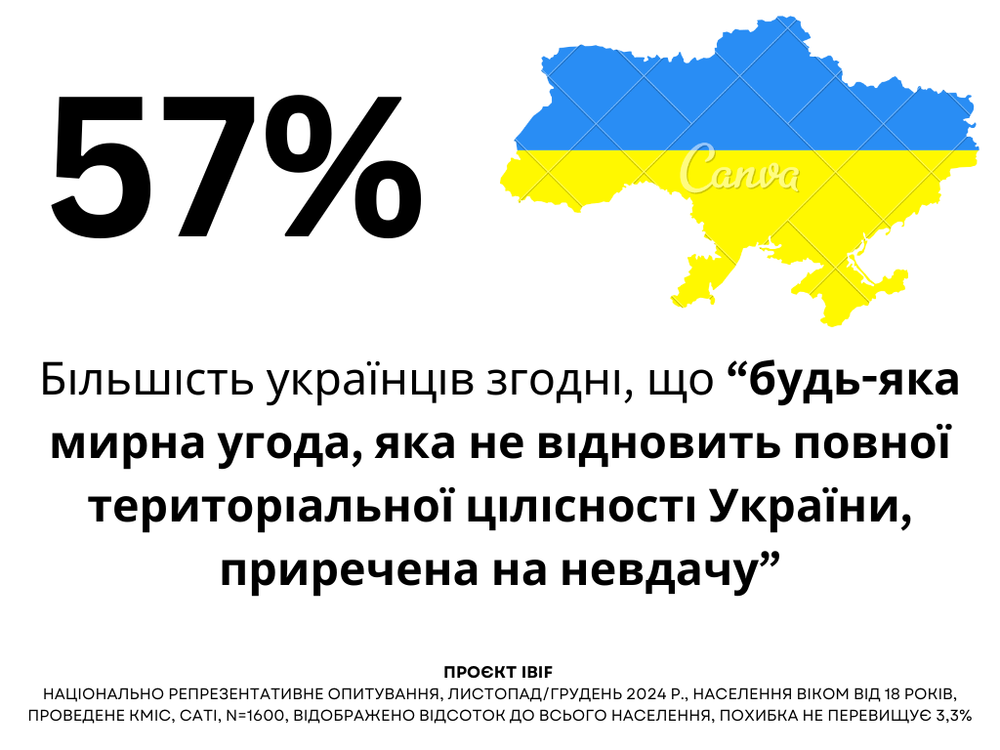 57%
Canva
Більшість українців згодні, що “будь-яка
мирна угода, яка не відновить повної
територіальної цілісності України,
приречена на невдачу”
ПРОЄКТ IBIF
НАЦІОНАЛЬНО РЕПРЕЗЕНТАТИВНЕ ОПИТУВАННЯ, ЛИСТОПАД/ГРУДЕНЬ 2024 Р., НАСЕЛЕННЯ ВІКОМ ВІД 18 РОКІВ,
ПРОВЕДЕНЕ КМІС, CATI, N=1600, ВІДОБРАЖЕНО ВІДСОТОК ДО ВСЬОГО НАСЕЛЕННЯ, ПОХИБКА НЕ ПЕРЕВИЩУЄ 3,3%